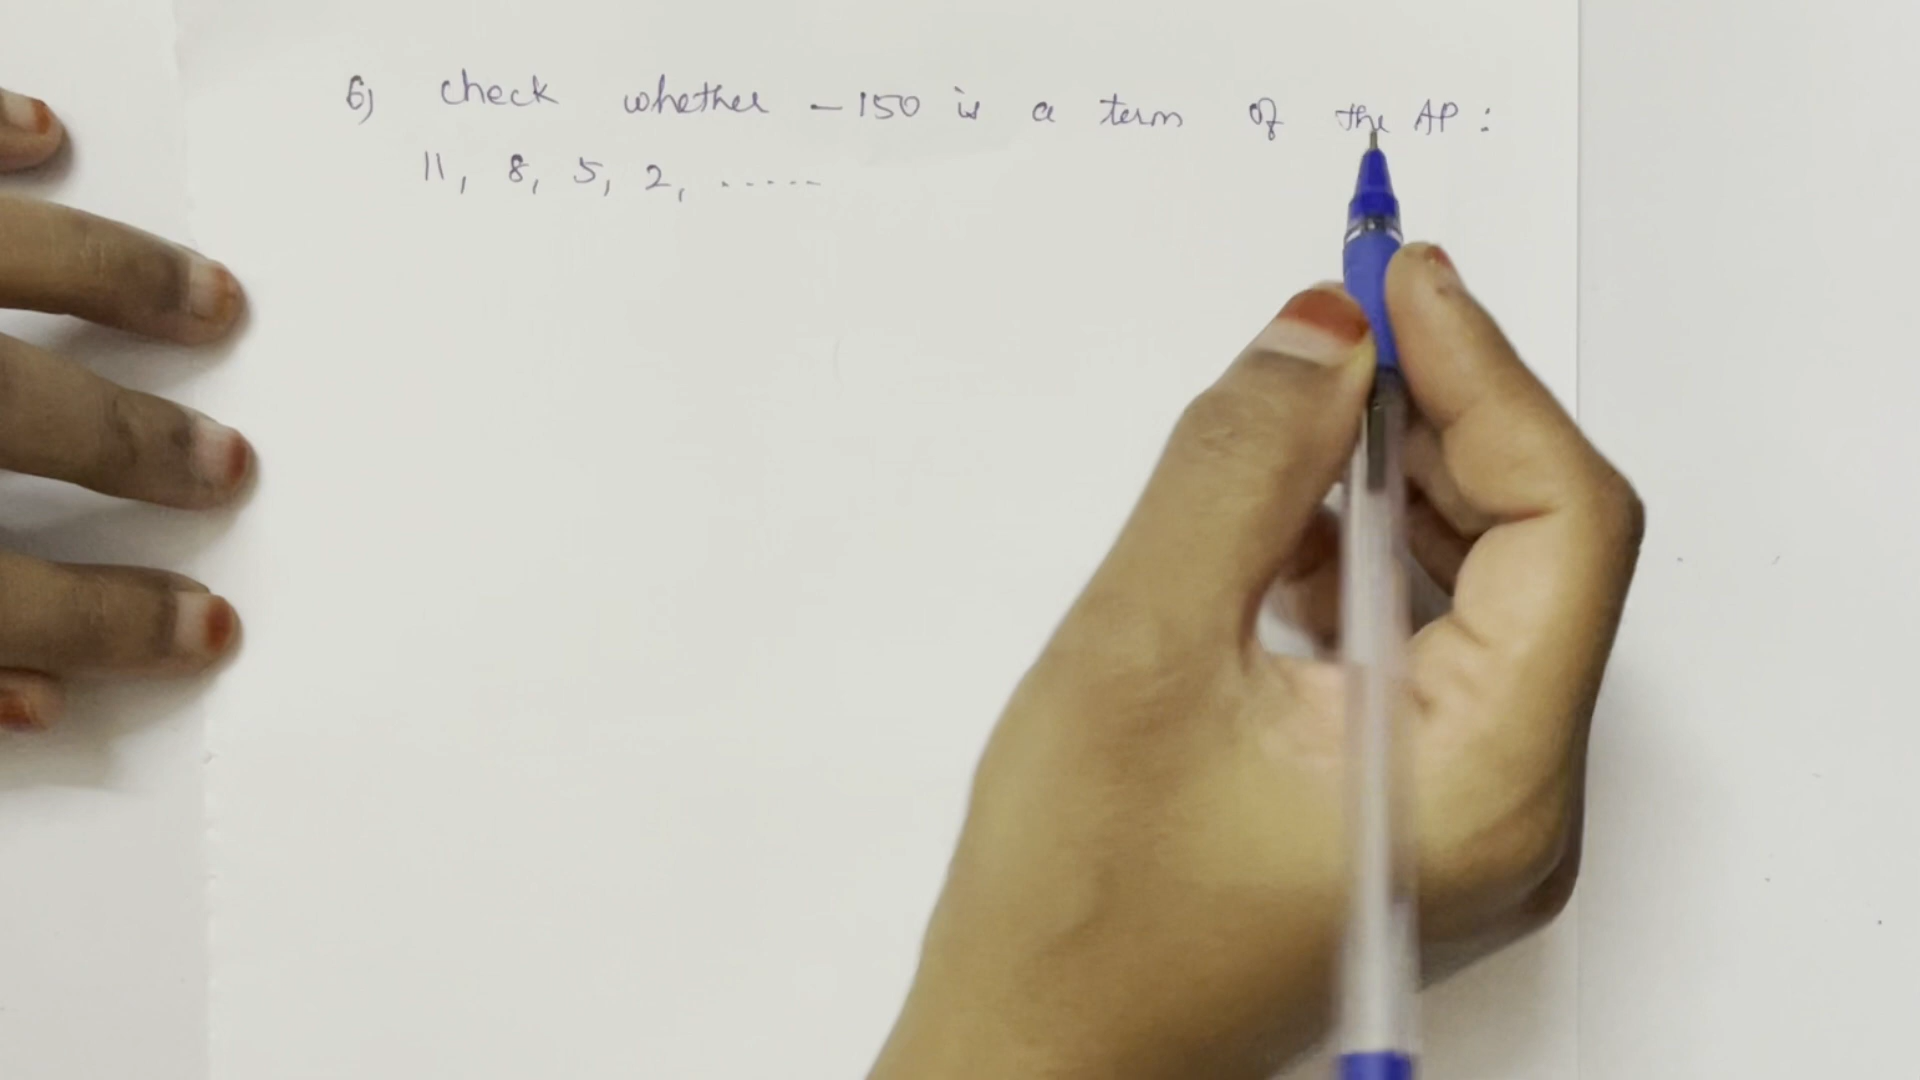 6) check whether -150 is a term of the AP :
11, 8, 5, 2, ......